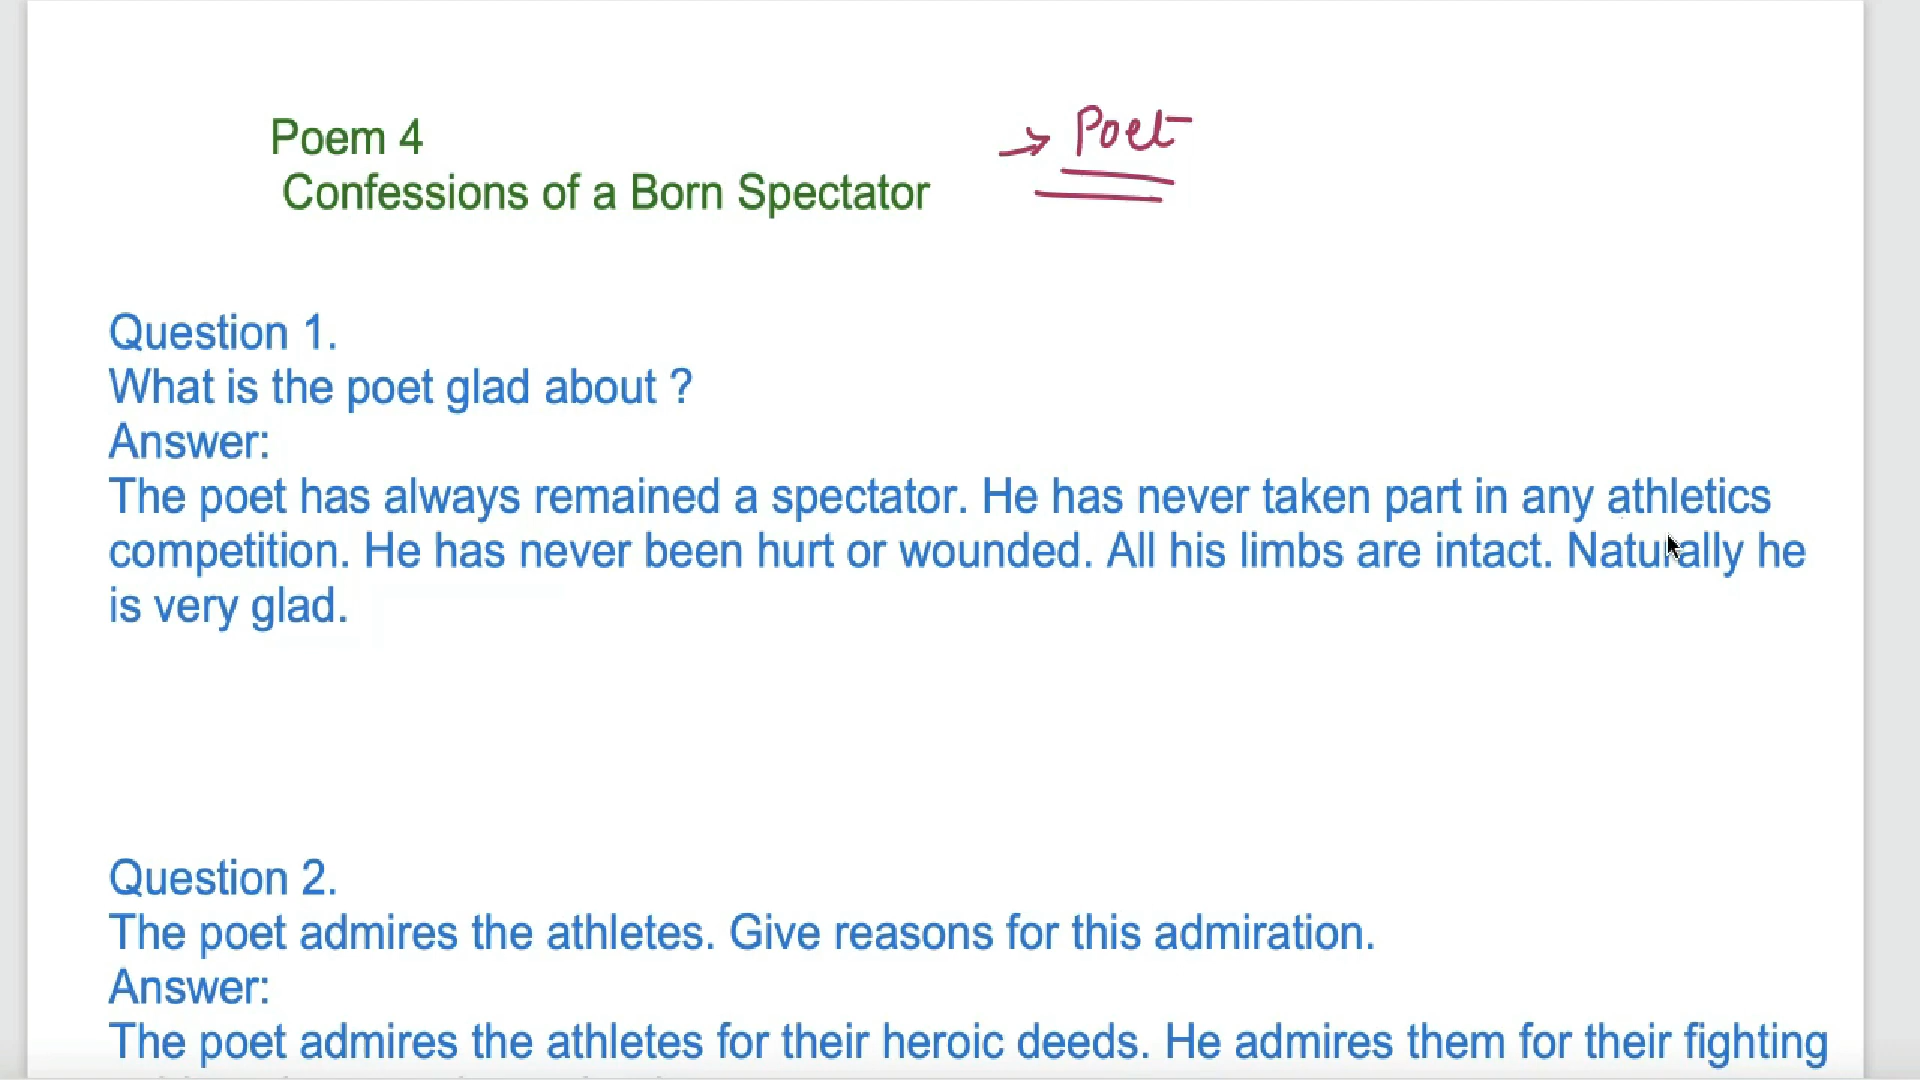 Poem 4
→ Poet
Confessions of a Born Spectator
Question 1.
What is the poet glad about ?
Answer:
The poet has always remained a spectator. He has never taken part in any athletics
competition. He has never been hurt or wounded. All his limbs are intact. Naturally he
is very glad.
Question 2.
The poet admires the athletes. Give reasons for this admiration.
Answer:
The poet admires the athletes for their heroic deeds. He admires them for their fighting